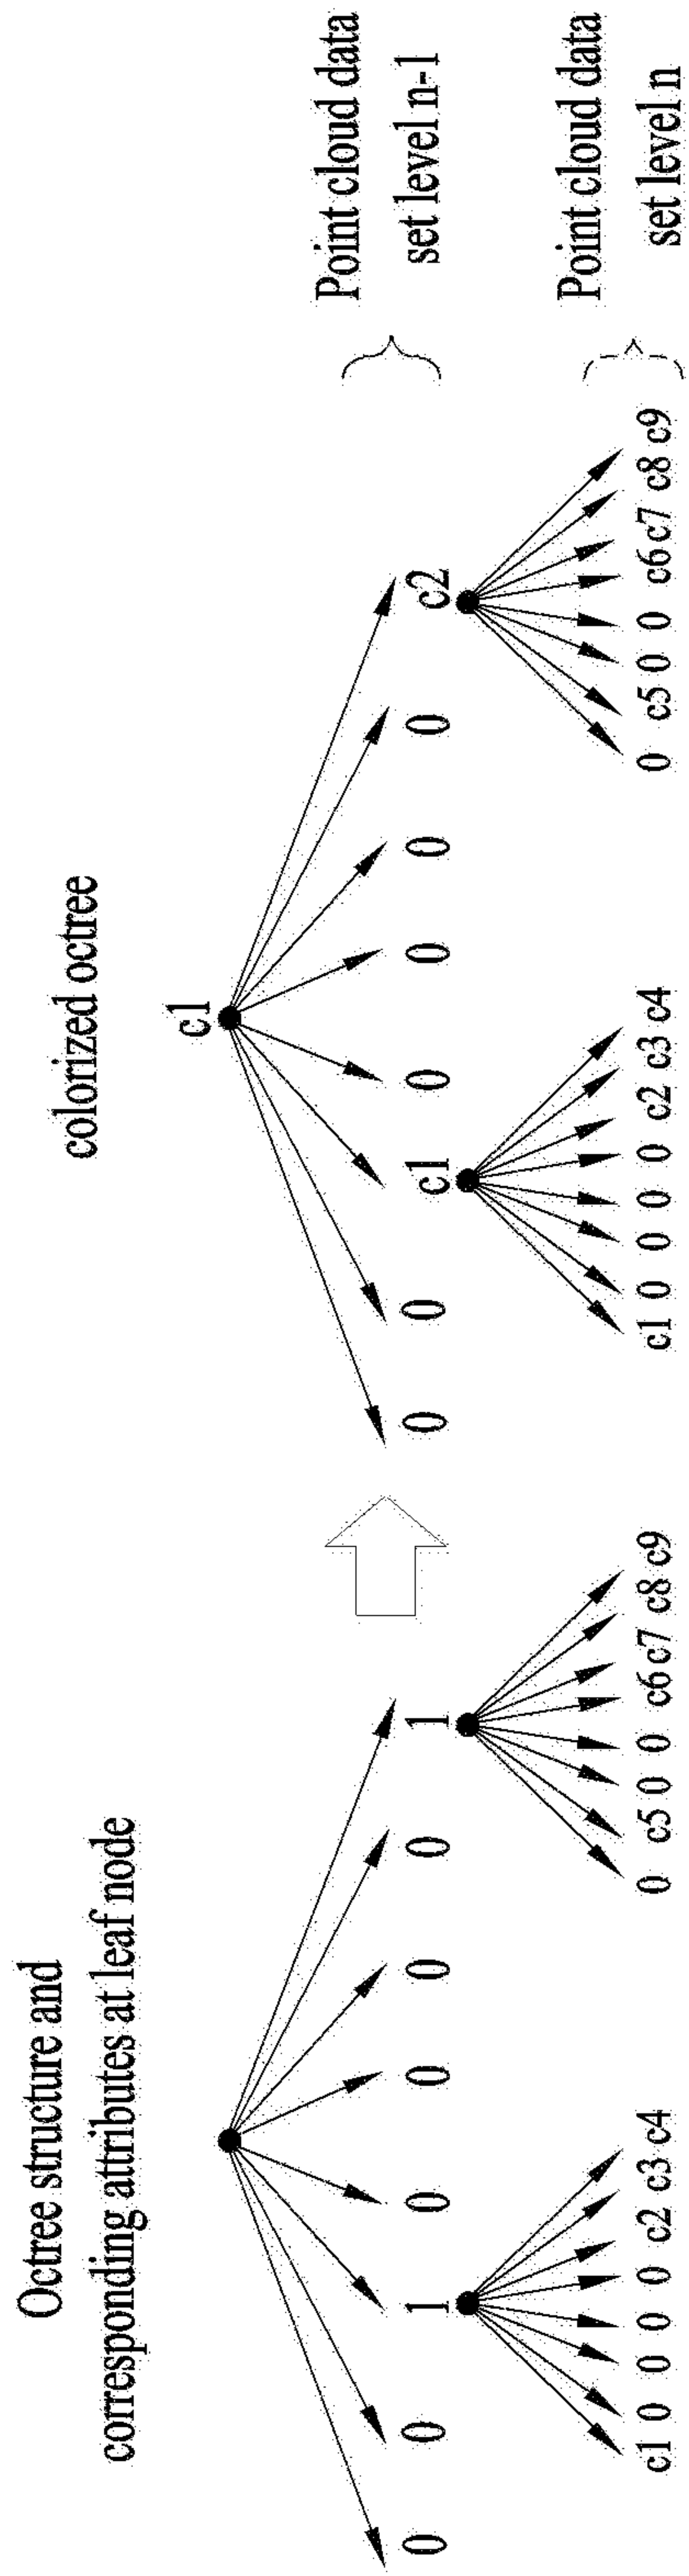 Octree structure and
corresponding attributes at leaf node
0 0 1 0 0 0 0 1
c1 0 0 0 0 c2 c3 c4
0 c5 0 0 c6 c7 c8 c9
colorized octree
c1
0 0 c1 0 0 0 0 c2
c1 0 0 0 0 c2 c3 c4
0 c5 0 0 c6 c7 c8 c9
Point cloud data
set level n-1
Point cloud data
set level n